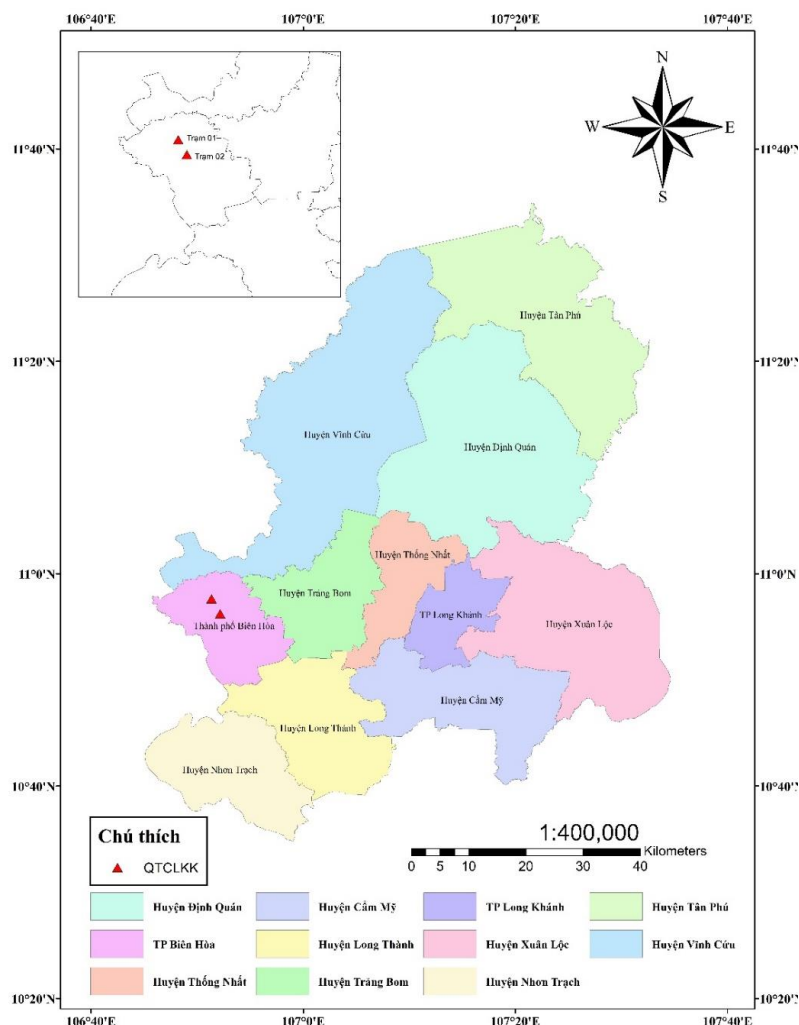 106°40'E 107°0'E 107°20'E 107°40'E
Trạm 01
Trạm 02
N
W E
S
11°40'N 11°40'N
Huyện Tân Phú
11°20'N 11°20'N
Huyện Vĩnh Cửu
Huyện Định Quán
Huyện Thống Nhất
11°0'N 11°0'N
Huyện Trảng Bom
TP Long Khánh
Thành phố Biên Hòa
Huyện Xuân Lộc
Huyện Cẩm Mỹ
Huyện Long Thành
Huyện Nhơn Trạch
10°40'N 10°40'N
Chú thích
QTCLKK
1:400,000
Kilometers
0 5 10 20 30 40
Huyện Định Quán Huyện Cẩm Mỹ TP Long Khánh Huyện Tân Phú
TP Biên Hòa Huyện Long Thành Huyện Xuân Lộc Huyện Vĩnh Cửu
Huyện Thống Nhất Huyện Trảng Bom Huyện Nhơn Trạch
10°20'N 10°20'N
106°40'E 107°0'E 107°20'E 107°40'E